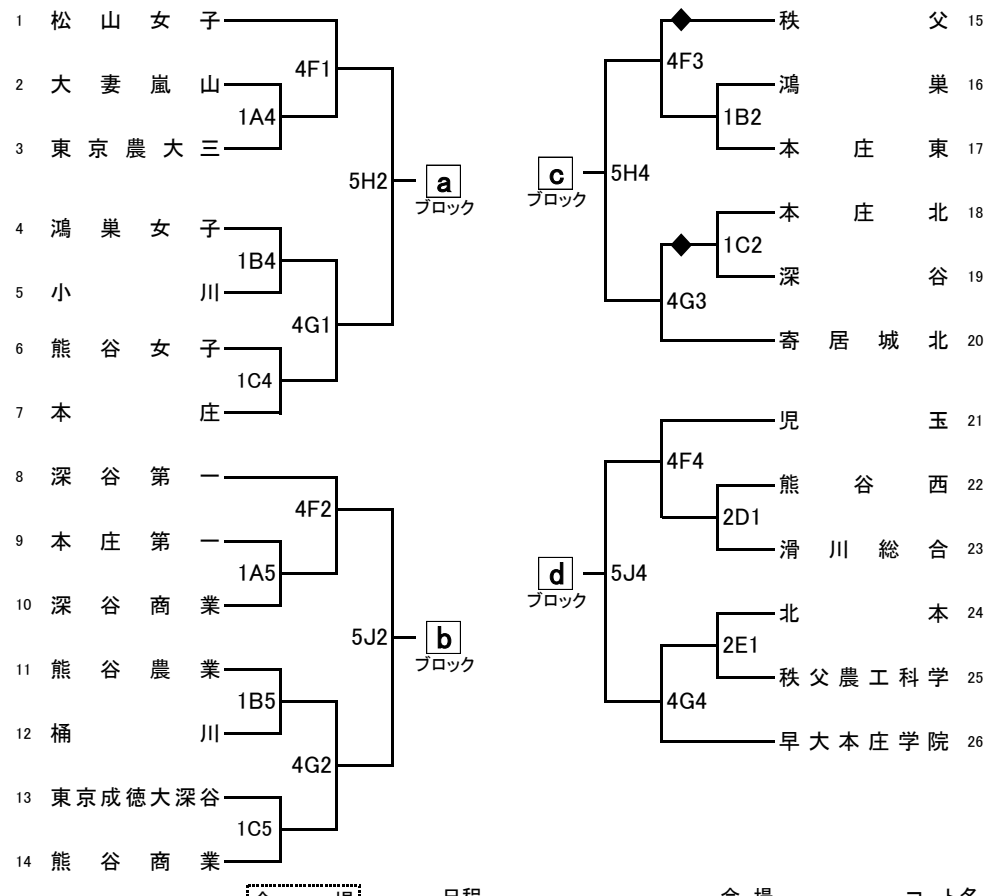 1 松山女子
4F1
2 大妻嵐山
1A4
3 東京農大三
5H2
a
ブロック
4 鴻巣女子
1B4
5 小川
4G1
6 熊谷女子
1C4
7 本庄
8 深谷第一
4F2
9 本庄第一
1A5
10 深谷商業
5J2
b
ブロック
11 熊谷農業
1B5
12 桶川
4G2
13 東京成徳大深谷
1C5
14 熊谷商業
◆ 秩父 15
4F3
鴻巣 16
1B2
本庄東 17
c
ブロック
5H4
本庄北 18
◆ 1C2
深谷 19
4G3
寄居城北 20
児玉 21
4F4
熊谷西 22
2D1
滑川総合 23
d
ブロック
5J4
北本 24
2E1
秩父農工科学 25
4G4
早大本庄学院 26
日程 会場 コート名